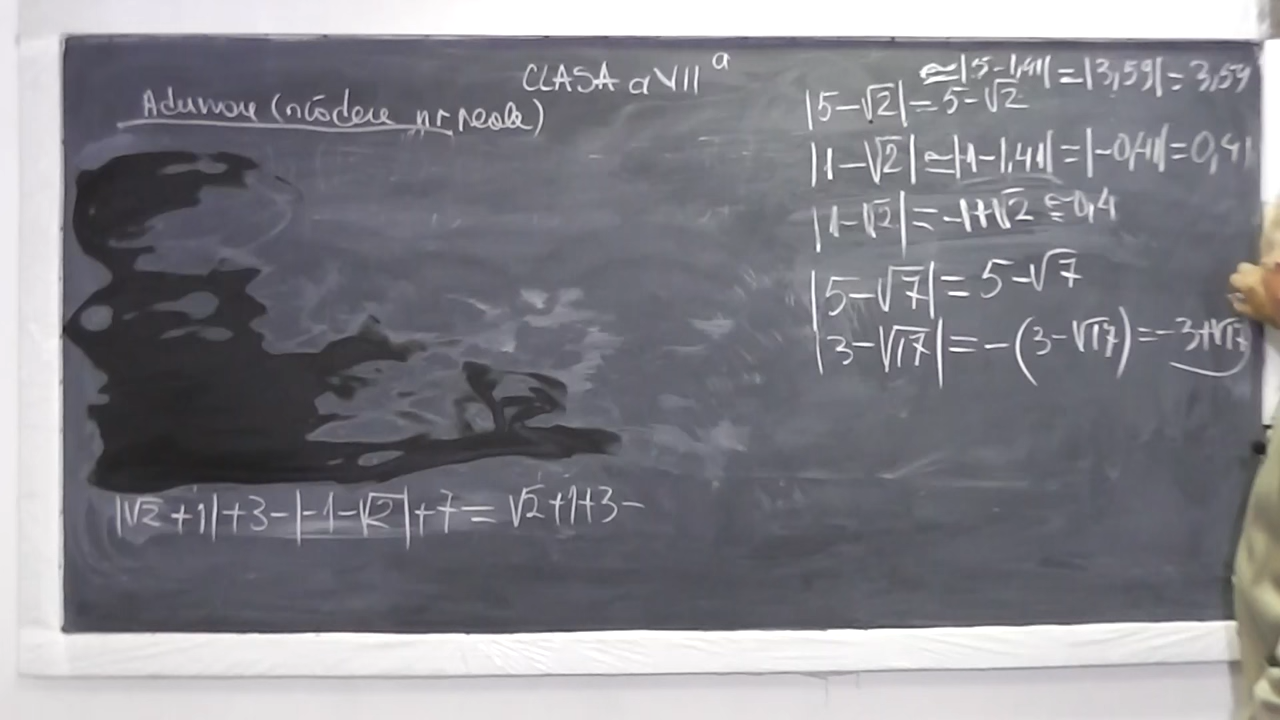 CLASA a VII a
Adunare (scădere nr reale)
≃|5-1,41| = |3,59| = 3,59
|5-√2| = 5-√2
|1-√2| ≃ |1-1,41| = |-0,41| = 0,41
|1-√2| = -1+√2 ≃ 0,4
|5-√7| = 5-√7
|3-√17| = -(3-√17) = -3+√17
|√2+1|+3-|-1-√2|+7 = √2+1+3-